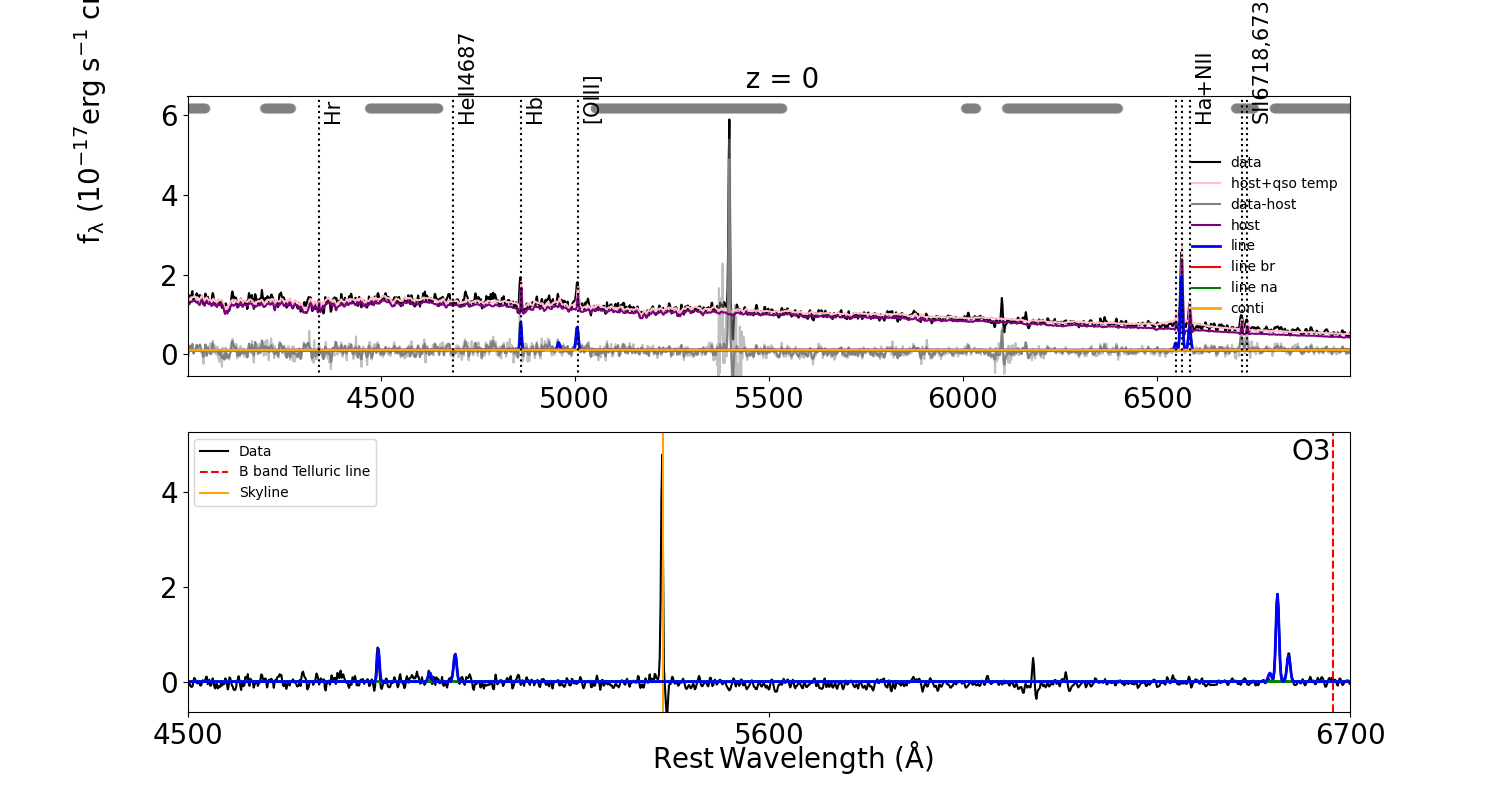 z = 0
f_λ (10⁻¹⁷erg s⁻¹
Hr
HeII4687
Hb
[OIII]
Ha+NII
SII6718,673
6
4
2
0
data
host+qso temp
data-host
host
line
line br
line na
conti
4500
5000
5500
6000
6500
Data
B band Telluric line
Skyline
O3
4
2
0
4500
5600
6700
Rest Wavelength (Å)